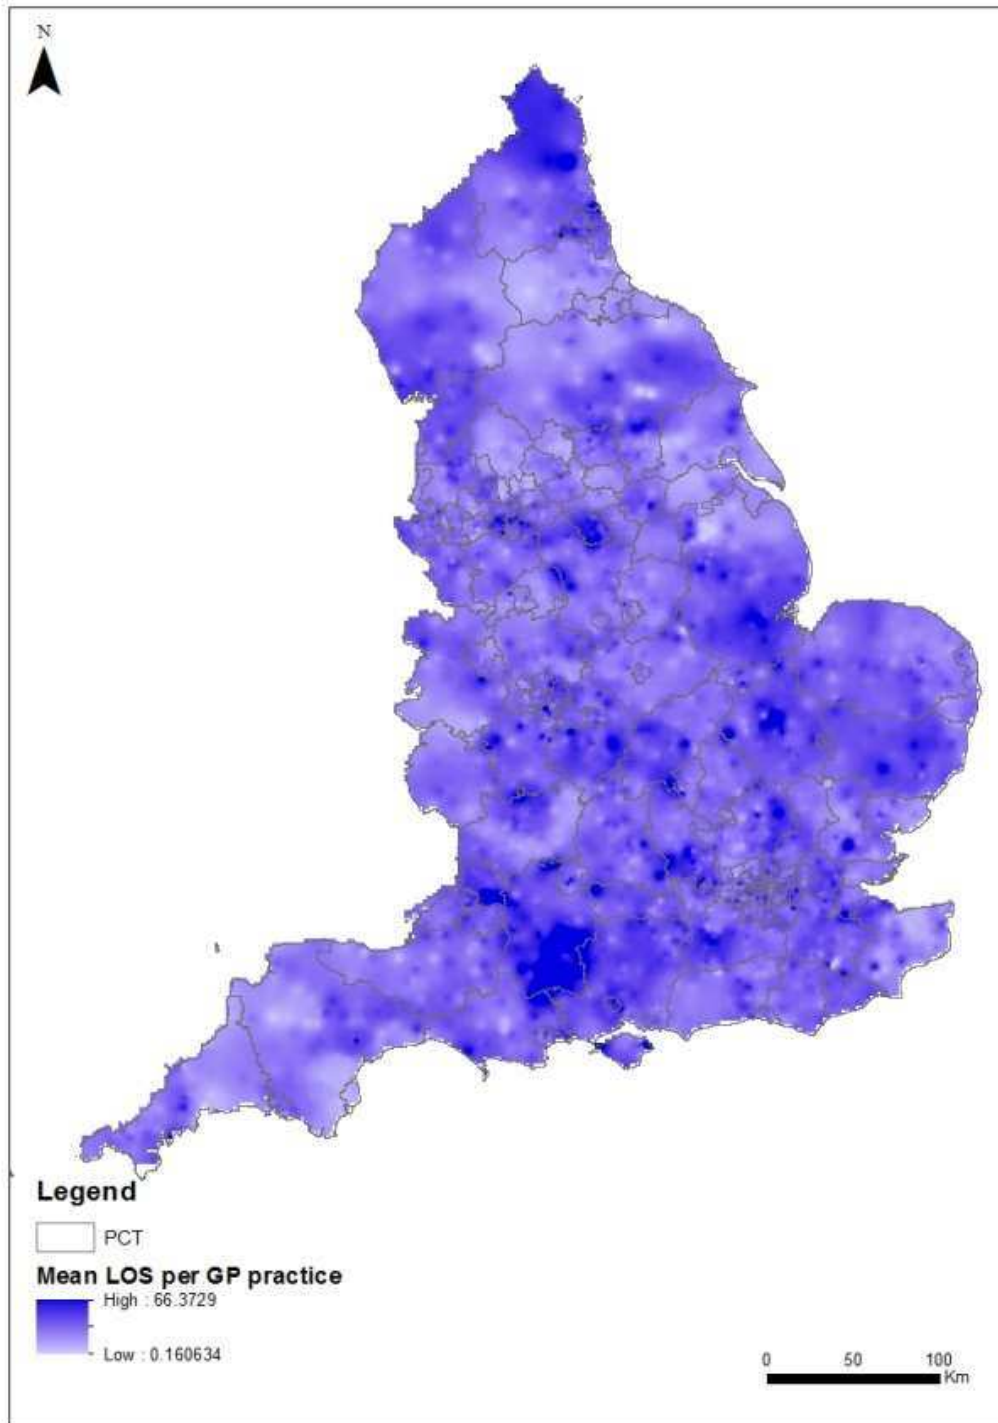 N
Legend
PCT
Mean LOS per GP practice
High : 66.3729
Low : 0.160634
0 50 100
Km